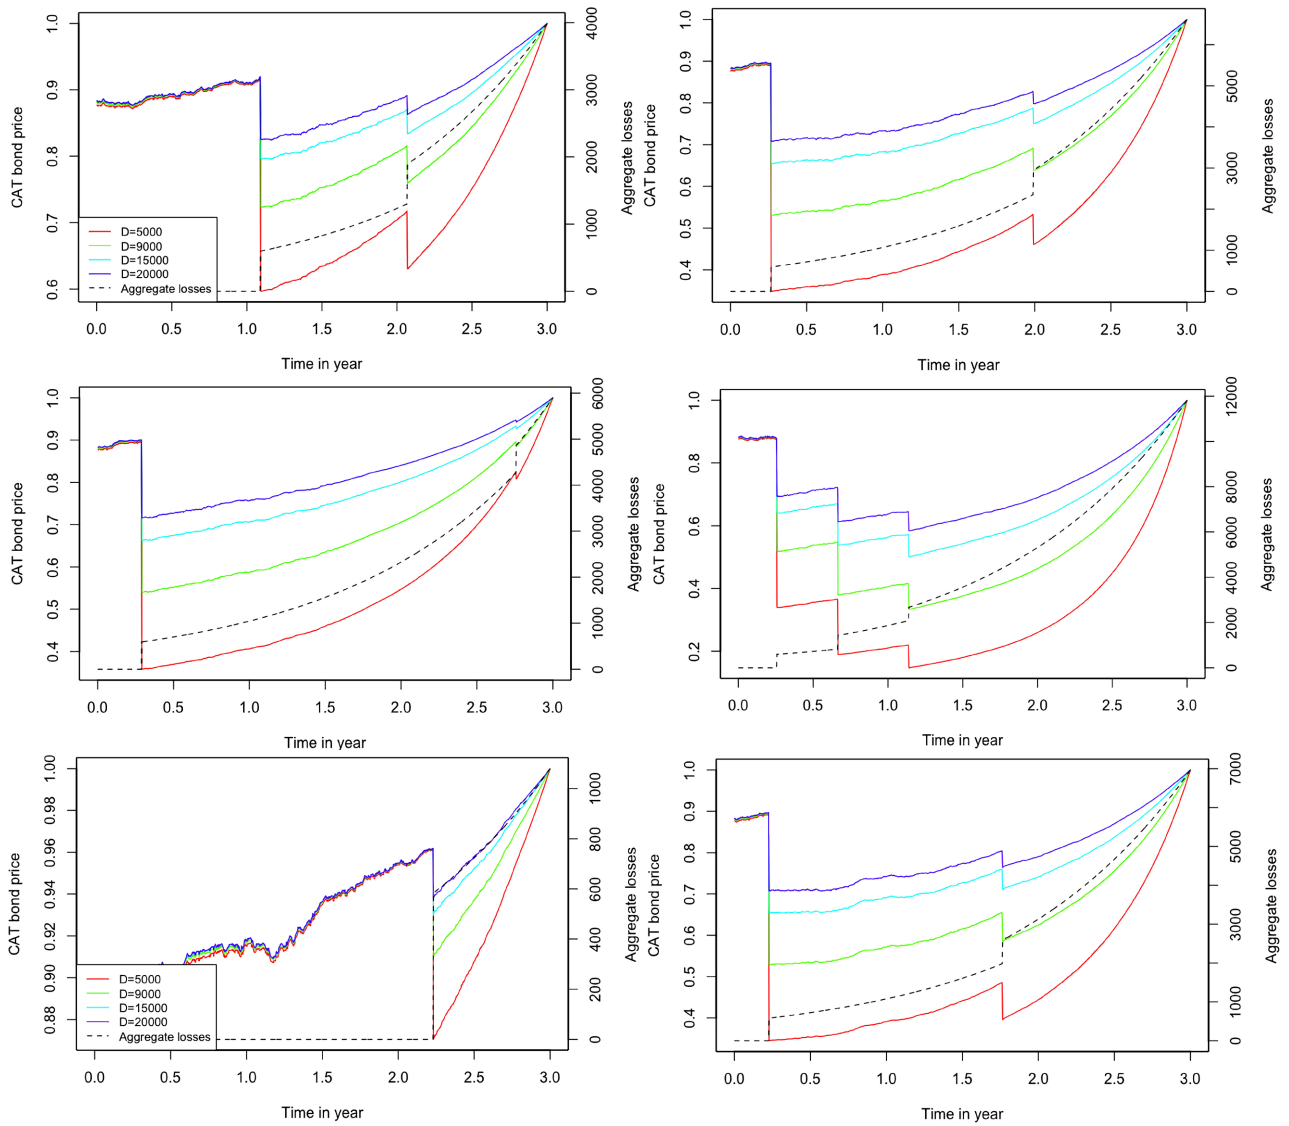 CAT bond price
0.6 0.7 0.8 0.9 1.0
D=5000
D=9000
D=15000
D=20000
Aggregate losses
0 1000 2000 3000 4000
Aggregate losses
0.0 0.5 1.0 1.5 2.0 2.5 3.0
Time in year
CAT bond price
0.4 0.5 0.6 0.7 0.8 0.9 1.0
0 1000 3000 5000
Aggregate losses
0.0 0.5 1.0 1.5 2.0 2.5 3.0
Time in year
CAT bond price
0.4 0.5 0.6 0.7 0.8 0.9 1.0
0 1000 2000 3000 4000 5000 6000
Aggregate losses
0.0 0.5 1.0 1.5 2.0 2.5 3.0
Time in year
CAT bond price
0.2 0.4 0.6 0.8 1.0
0 2000 4000 6000 8000 12000
Aggregate losses
0.0 0.5 1.0 1.5 2.0 2.5 3.0
Time in year
CAT bond price
0.88 0.90 0.92 0.94 0.96 0.98 1.00
D=5000
D=9000
D=15000
D=20000
Aggregate losses
0 200 400 600 800 1000
Aggregate losses
0.0 0.5 1.0 1.5 2.0 2.5 3.0
Time in year
CAT bond price
0.4 0.5 0.6 0.7 0.8 0.9 1.0
0 1000 3000 5000 7000
Aggregate losses
0.0 0.5 1.0 1.5 2.0 2.5 3.0
Time in year